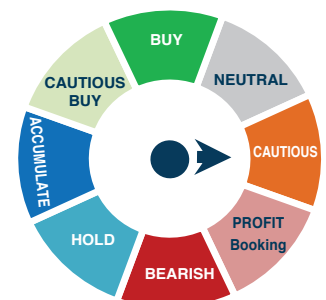 BUY
NEUTRAL
CAUTIOUS
PROFIT
Booking
BEARISH
HOLD
ACCUMULATE
CAUTIOUS
BUY